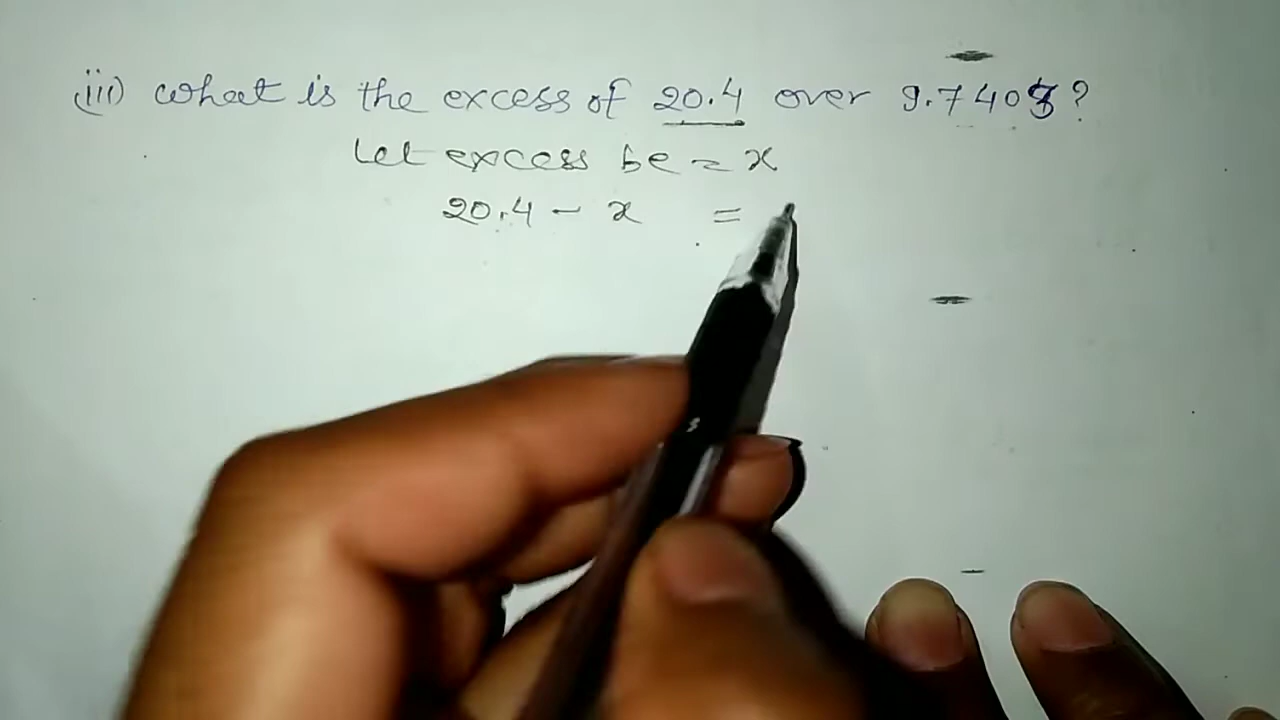 (iii) what is the excess of 20.4 over 9.7403?
Let excess be = x
20.4 - x =